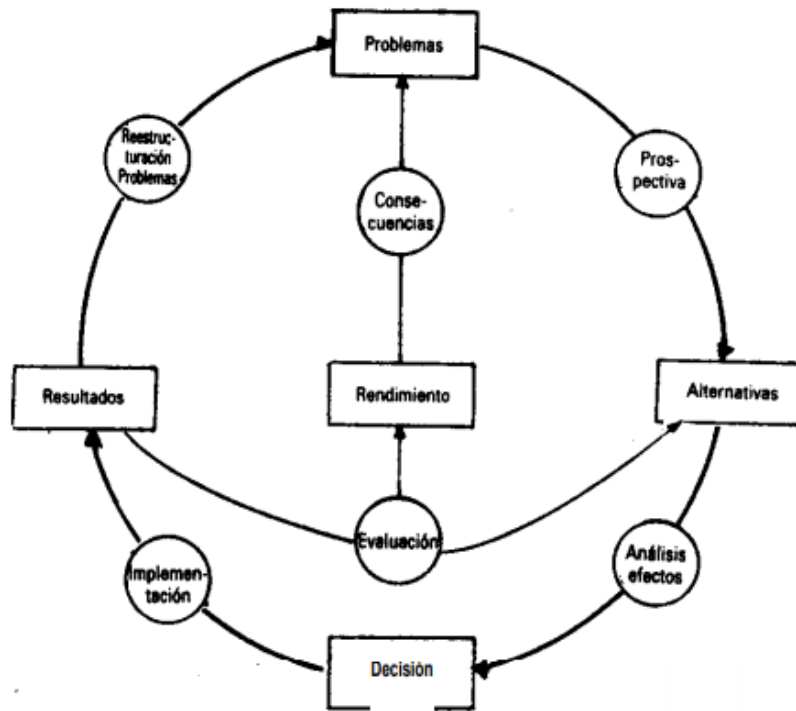 Problemas
Reestruc-
turación
Problemas
Pros-
pectiva
Conse-
cuencias
Resultados
Rendimiento
Alternativas
Evaluación
Implemen-
tación
Análisis
efectos
Decisión